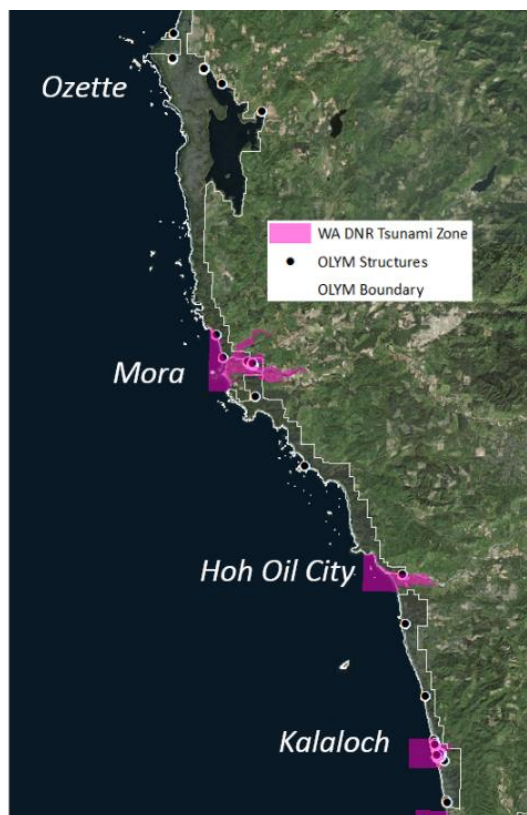 Ozette
WA DNR Tsunami Zone
OLYM Structures
OLYM Boundary
Mora
Hoh Oil City
Kalaloch